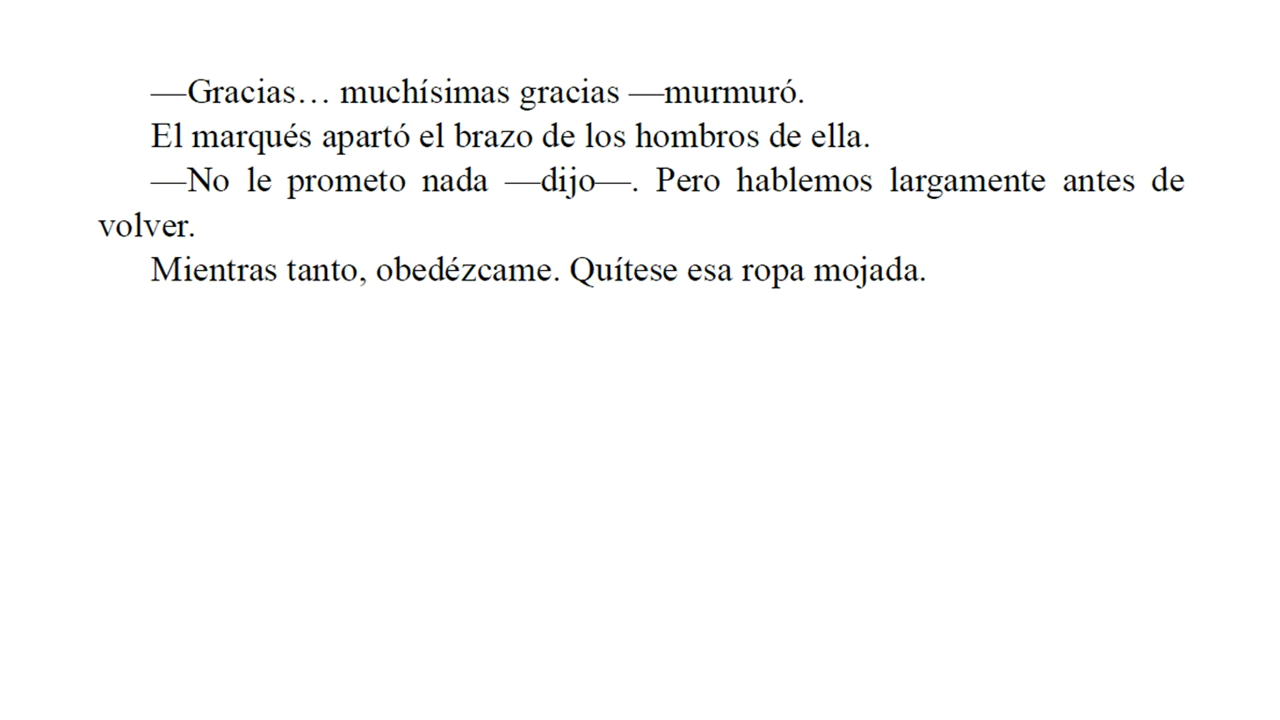 —Gracias… muchísimas gracias —murmuró.
El marqués apartó el brazo de los hombros de ella.
—No le prometo nada —dijo—. Pero hablemos largamente antes de
volver.
Mientras tanto, obedézcame. Quítese esa ropa mojada.